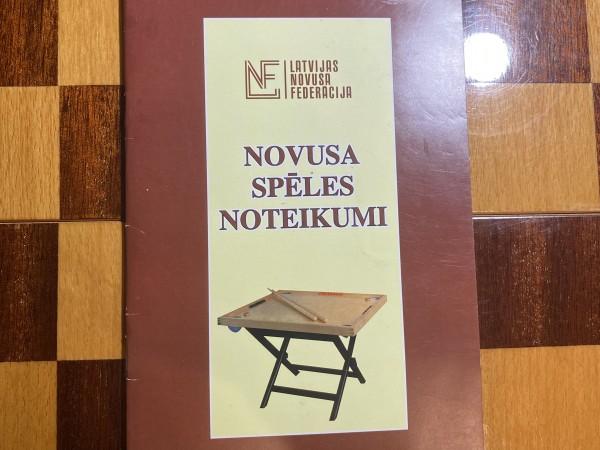 NF
LATVIJAS
NOVUSA
FEDERĀCIJA
NOVUSA
SPĒLES
NOTEIKUMI